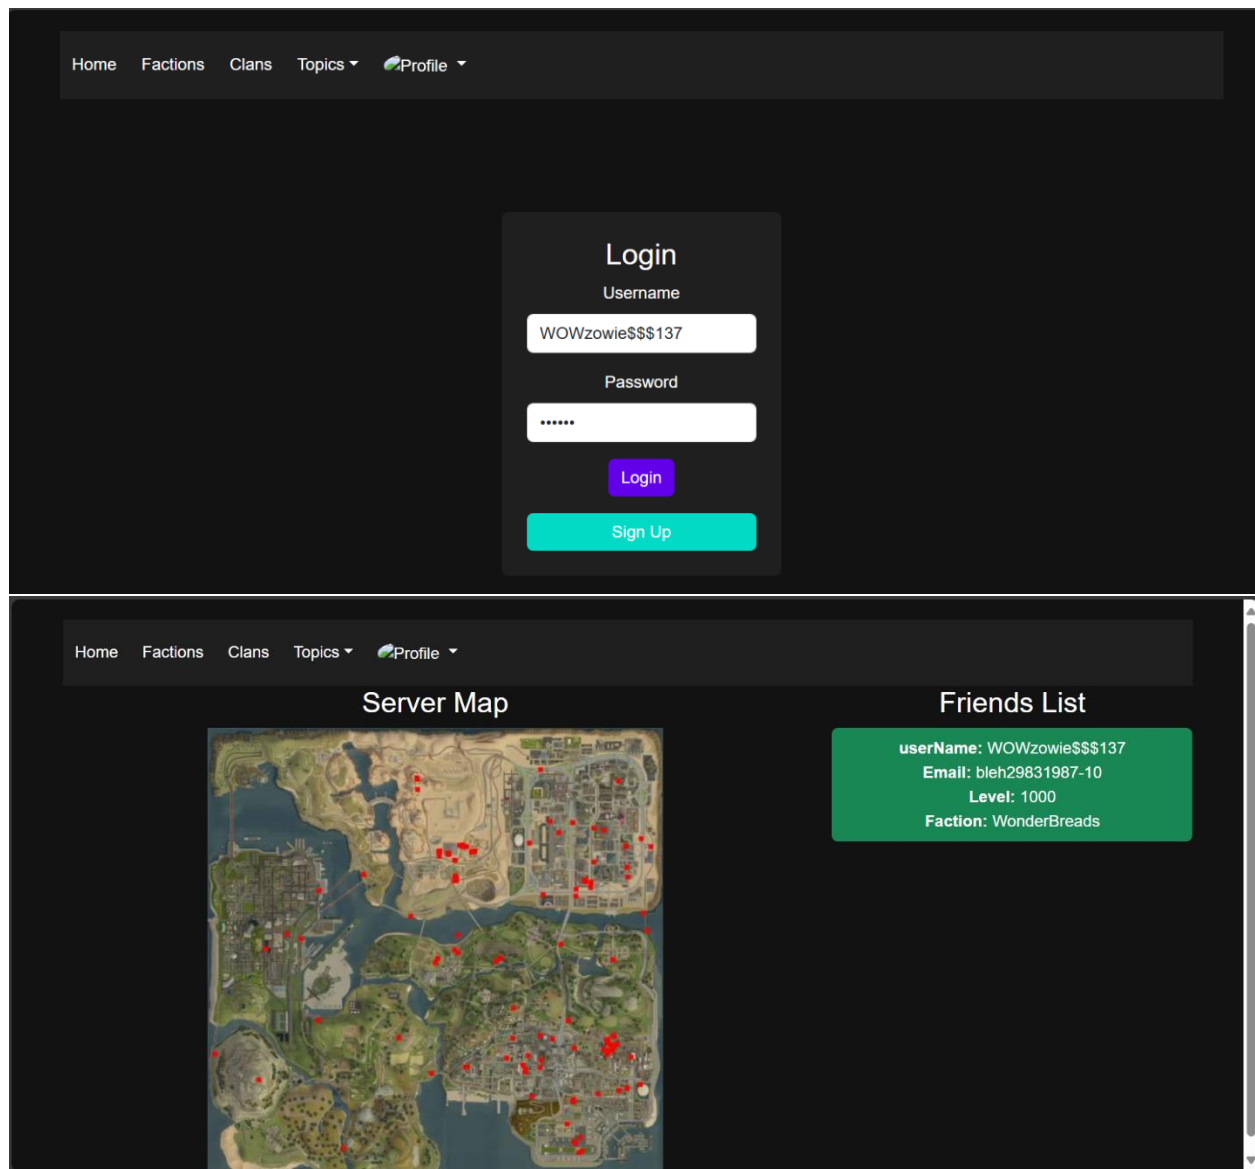 Home Factions Clans Topics Profile
Login
Username
WOWzowie$$$137
Password
••••••
Login
Sign Up
Home Factions Clans Topics Profile
Server Map
Friends List
userName: WOWzowie$$$137
Email: bleh29831987-10
Level: 1000
Faction: WonderBreads